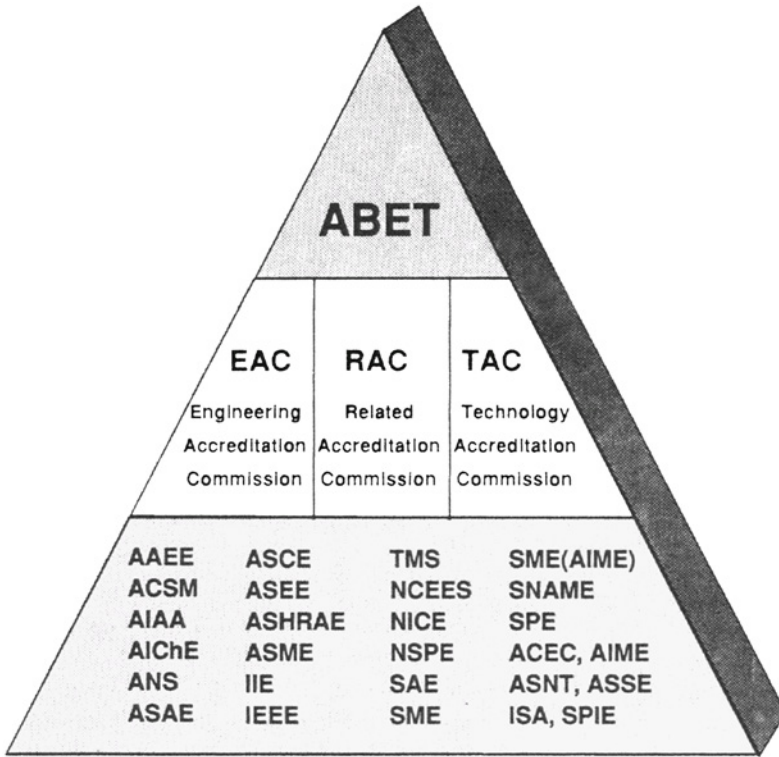 ABET
EAC RAC TAC
Engineering Related Technology
Accreditation Accreditation Accreditation
Commission Commission Commission
AAEE ASCE TMS SME(AIME)
ACSM ASEE NCEES SNAME
AIAA ASHRAE NICE SPE
AIChE ASME NSPE ACEC, AIME
ANS IIE SAE ASNT, ASSE
ASAE IEEE SME ISA, SPIE